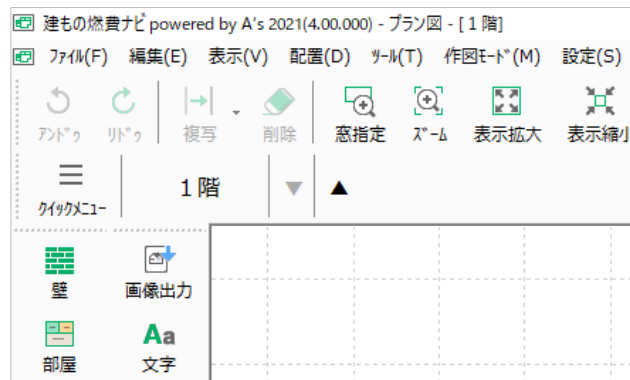 建もの燃費ナビ powered by A's 2021(4.00.000) - プラン図 - [１階]
ﾌｧｲﾙ(F) 編集(E) 表示(V) 配置(D) ﾂｰﾙ(T) 作図ﾓｰﾄﾞ(M) 設定(S)
ｱﾝﾄﾞｩ ﾘﾄﾞｩ 複写 削除 窓指定 ｽﾞｰﾑ 表示拡大 表示縮小
ｸｲｯｸﾒﾆｭｰ １階 ▼ ▲
壁 画像出力
Aa
部屋 文字